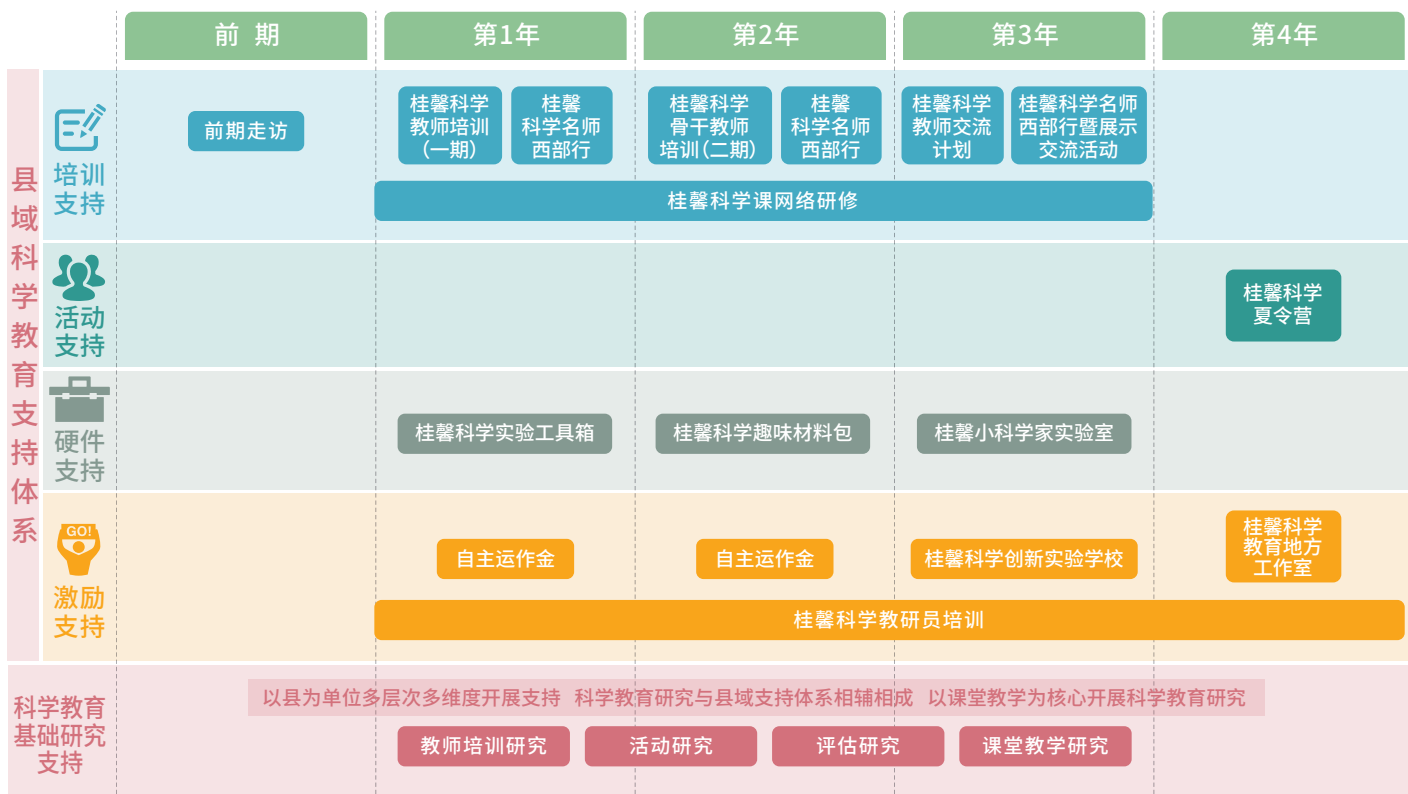 前 期
第1年
第2年
第3年
第4年
县域科学教育支持体系
培训
支持
前期走访
桂馨科学
教师培训
(一期)
桂馨
科学名师
西部行
桂馨科学
骨干教师
培训(二期)
桂馨
科学名师
西部行
桂馨科学
教师交流
计划
桂馨科学名师
西部行暨展示
交流活动
桂馨科学课网络研修
活动
支持
桂馨科学
夏令营
硬件
支持
桂馨科学实验工具箱
桂馨科学趣味材料包
桂馨小科学家实验室
GO!
激励
支持
自主运作金
自主运作金
桂馨科学创新实验学校
桂馨科学
教育地方
工作室
桂馨科学教研员培训
科学教育
基础研究
支持
以县为单位多层次多维度开展支持 科学教育研究与县域支持体系相辅相成 以课堂教学为核心开展科学教育研究
教师培训研究
活动研究
评估研究
课堂教学研究